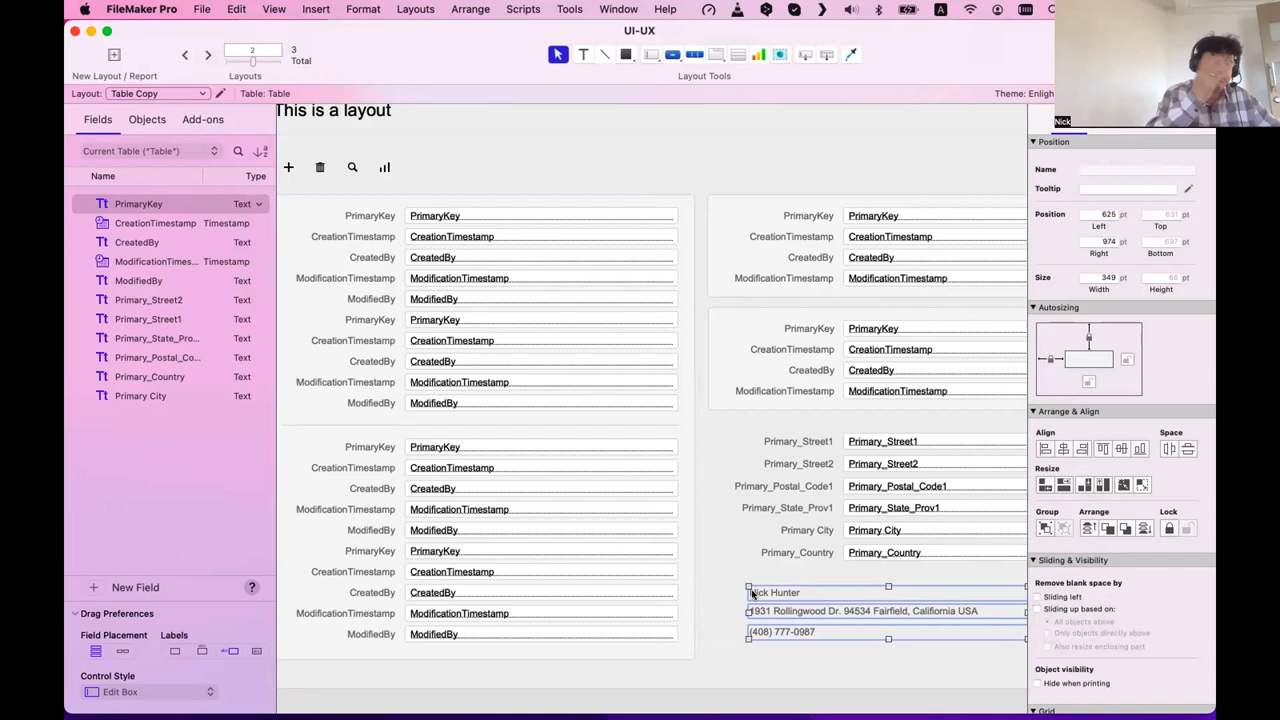 FileMaker Pro File Edit View Insert Format Layouts Arrange Scripts Tools Window Help A
UI-UX
2 3
Total
New Layout / Report Layouts Layout Tools
Layout: Table Copy Table: Table Theme: Enligh
Nick
Fields Objects Add-ons
Current Table ("Table")
Name Type
PrimaryKey Text
CreationTimestamp Timestamp
CreatedBy Text
ModificationTimes... Timestamp
ModifiedBy Text
Primary_Street2 Text
Primary_Street1 Text
Primary_State_Pro... Text
Primary_Postal_Co... Text
Primary_Country Text
Primary City Text
New Field ?
Drag Preferences
Field Placement Labels
Control Style
Edit Box
This is a layout
PrimaryKey PrimaryKey
CreationTimestamp CreationTimestamp
CreatedBy CreatedBy
ModificationTimestamp ModificationTimestamp
ModifiedBy ModifiedBy
PrimaryKey PrimaryKey
CreationTimestamp CreationTimestamp
CreatedBy CreatedBy
ModificationTimestamp ModificationTimestamp
ModifiedBy ModifiedBy
PrimaryKey PrimaryKey
CreationTimestamp CreationTimestamp
CreatedBy CreatedBy
ModificationTimestamp ModificationTimestamp
ModifiedBy ModifiedBy
PrimaryKey PrimaryKey
CreationTimestamp CreationTimestamp
CreatedBy CreatedBy
ModificationTimestamp ModificationTimestamp
ModifiedBy ModifiedBy
PrimaryKey PrimaryKey
CreationTimestamp CreationTimestamp
CreatedBy CreatedBy
ModificationTimestamp ModificationTimestamp
PrimaryKey PrimaryKey
CreationTimestamp CreationTimestamp
CreatedBy CreatedBy
ModificationTimestamp ModificationTimestamp
Primary_Street1 Primary_Street1
Primary_Street2 Primary_Street2
Primary_Postal_Code1 Primary_Postal_Code1
Primary_State_Prov1 Primary_State_Prov1
Primary City Primary City
Primary_Country Primary_Country
Nick Hunter
1931 Rollingwood Dr. 94534 Fairfield, Califiornia USA
(408) 777-0987
Position
Name
Tooltip
Position 625 pt 631 pt
Left Top
974 pt 697 pt
Right Bottom
Size 349 pt 66 pt
Width Height
Autosizing
Arrange & Align
Align Space
Resize
Group Arrange Lock
Sliding & Visibility
Remove blank space by
Sliding left
Sliding up based on:
All objects above
Only objects directly above
Also resize enclosing part
Object visibility
Hide when printing
Grid